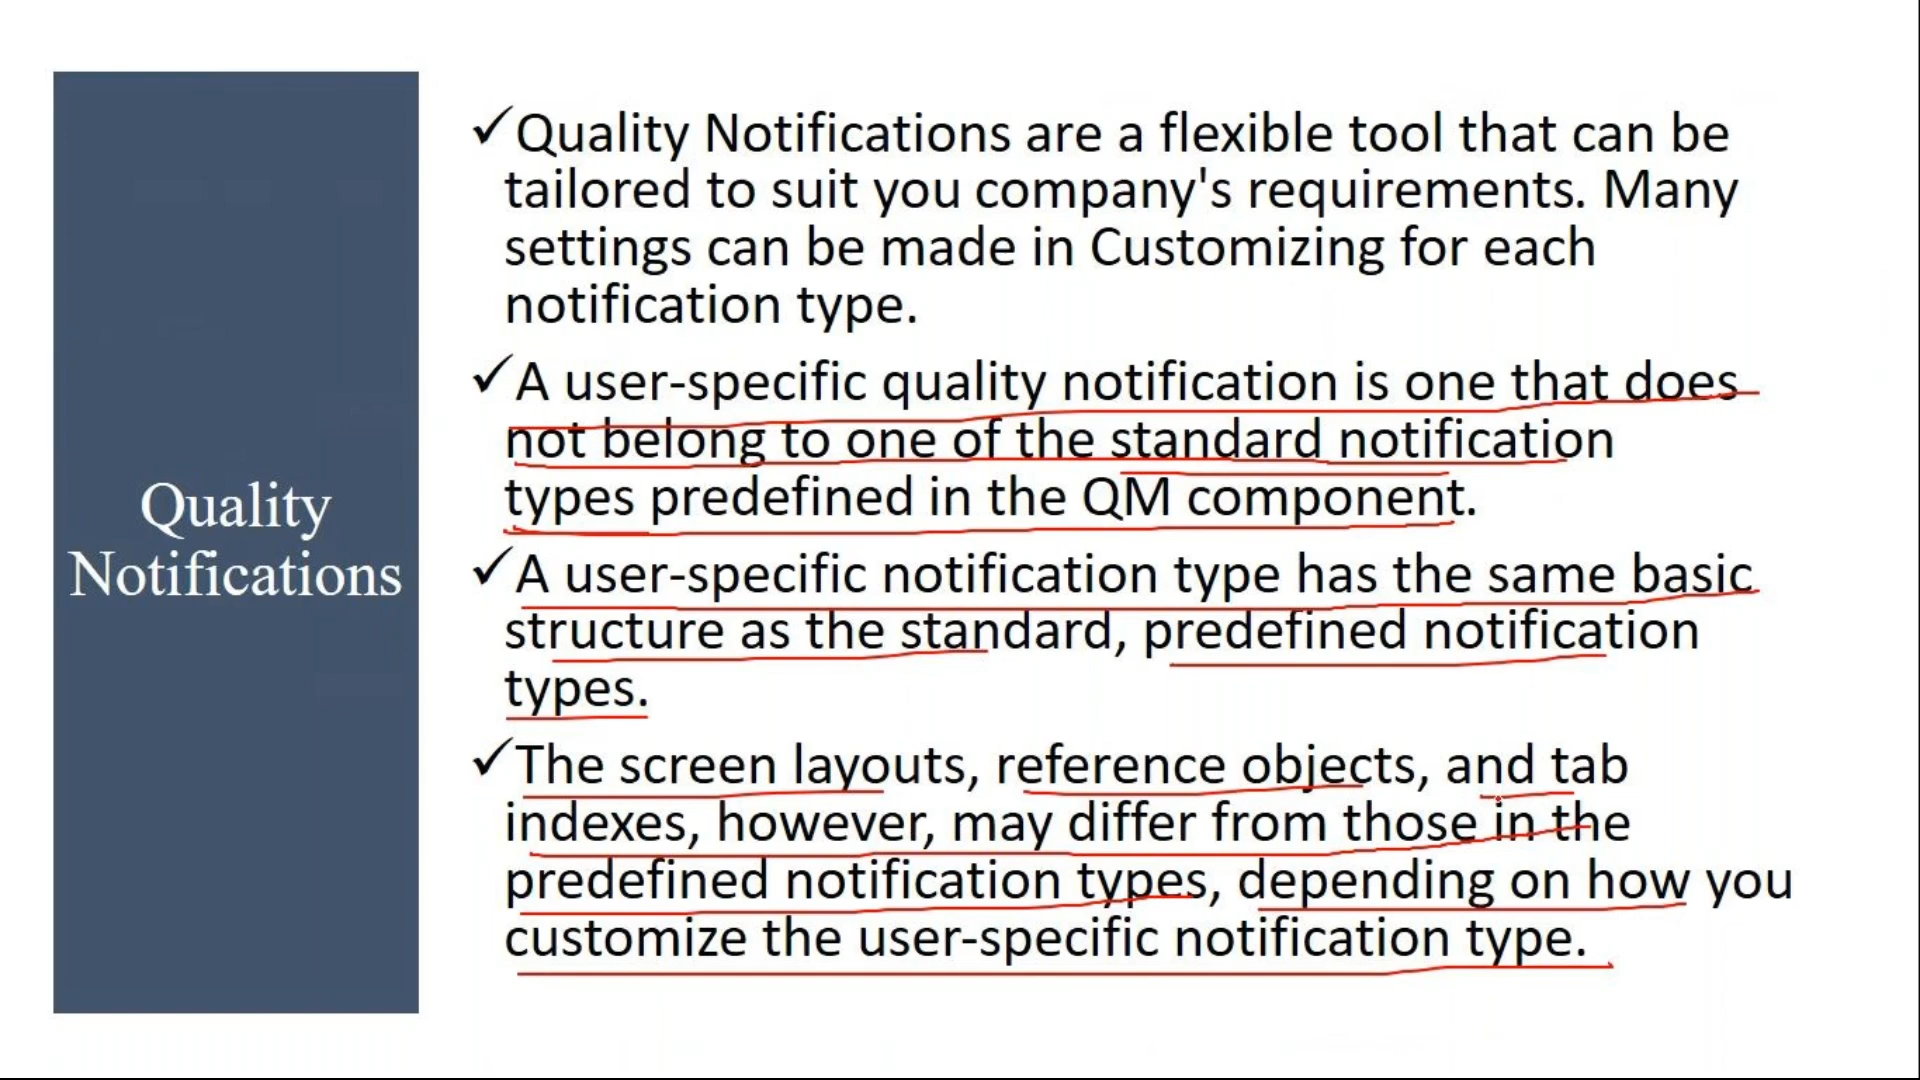 Quality
Notifications
✓Quality Notifications are a flexible tool that can be
tailored to suit you company's requirements. Many
settings can be made in Customizing for each
notification type.
✓A user-specific quality notification is one that does
not belong to one of the standard notification
types predefined in the QM component.
✓A user-specific notification type has the same basic
structure as the standard, predefined notification
types.
✓The screen layouts, reference objects, and tab
indexes, however, may differ from those in the
predefined notification types, depending on how you
customize the user-specific notification type.